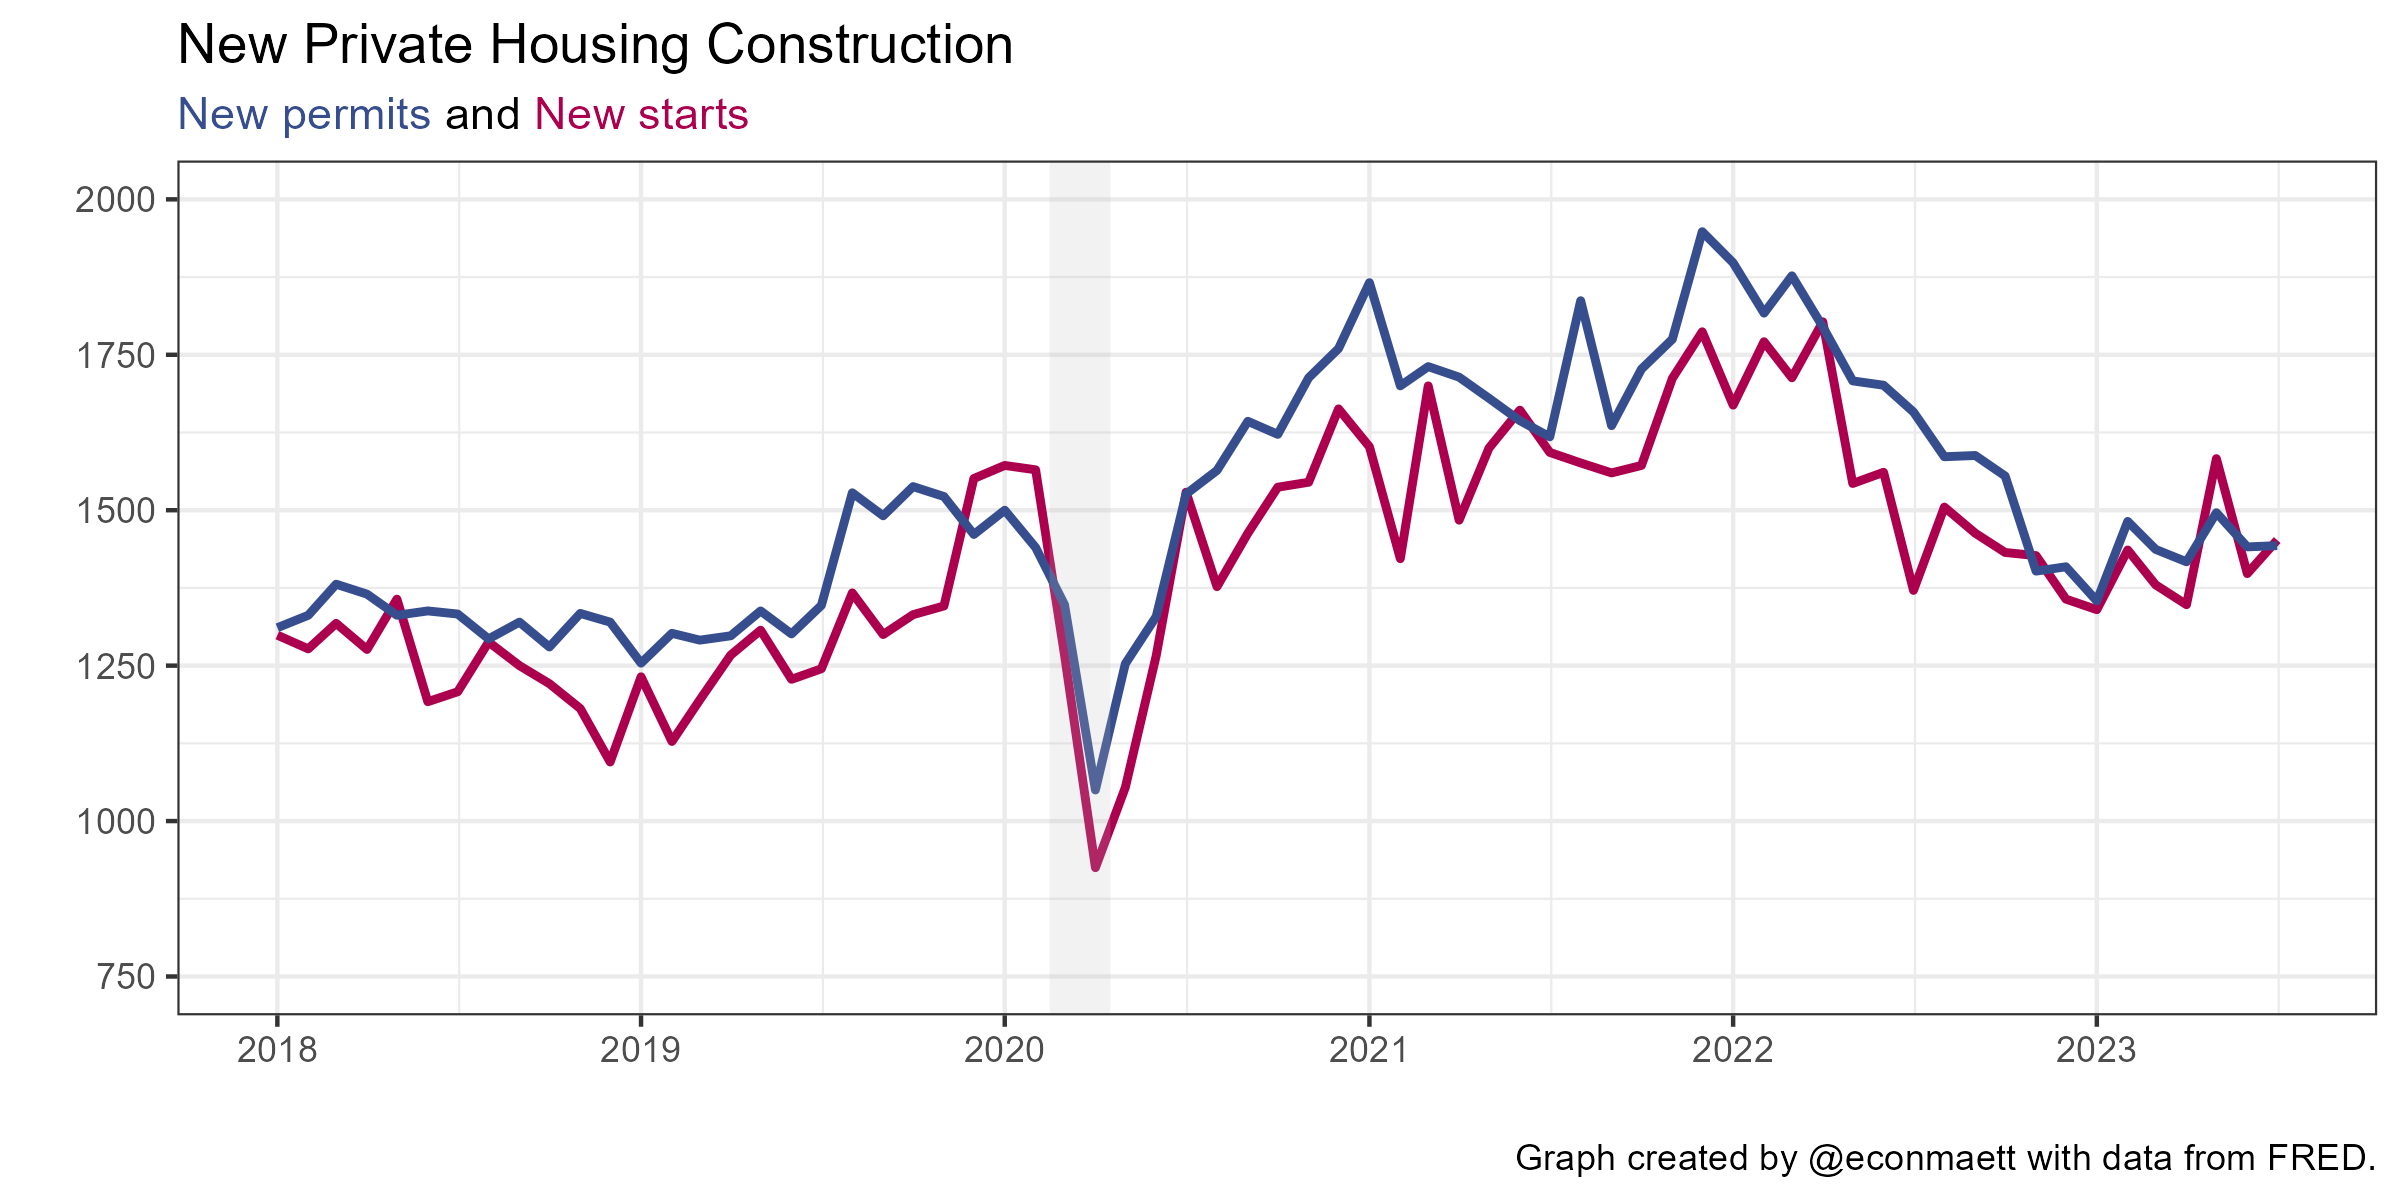 New Private Housing Construction
New permits and New starts
2000
1750
1500
1250
1000
750
2018 2019 2020 2021 2022 2023
Graph created by @econmaett with data from FRED.